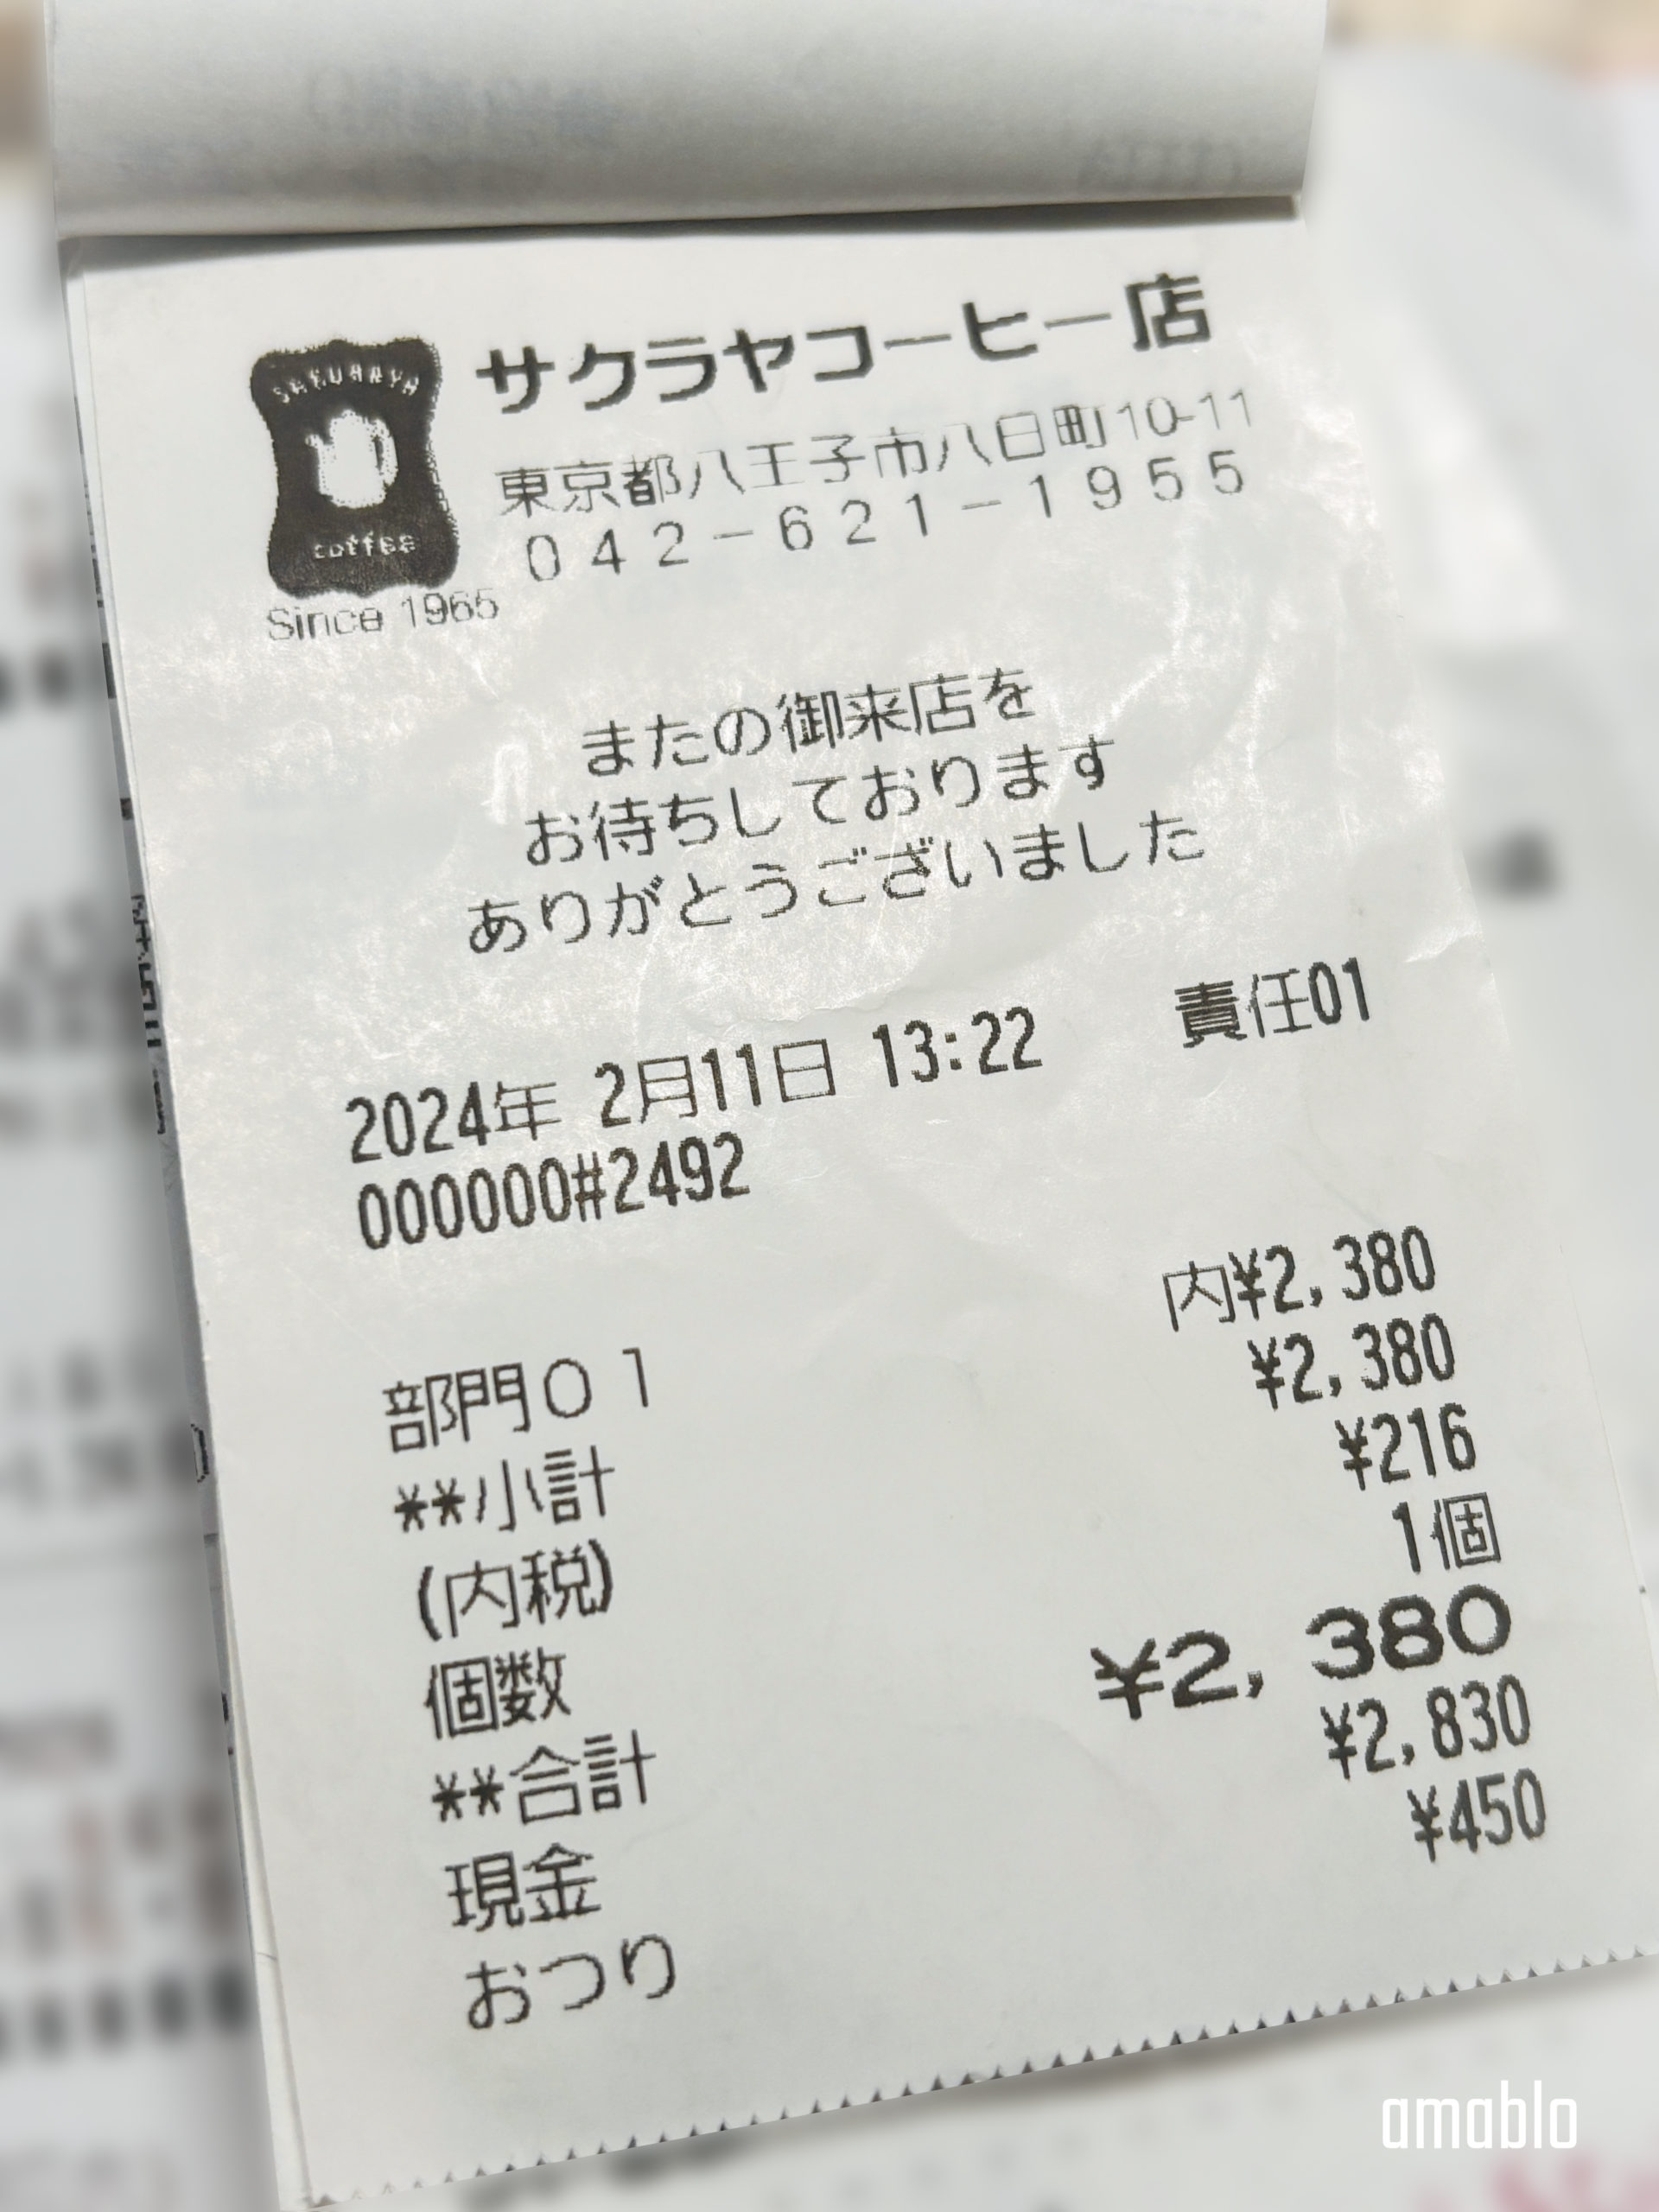 サクラヤコーヒー店
SAKURAYA
東京都八王子市八日町10-11
042-621-1955
coffee
Since 1965
またの御来店を
お待ちしております
ありがとうございました
2024年 2月11日 13:22 責任01
000000#2492
部門01 内¥2,380
**小計 ¥2,380
(内税) ¥216
個数 1個
**合計 ¥2,380
現金 ¥2,830
おつり ¥450
amablo